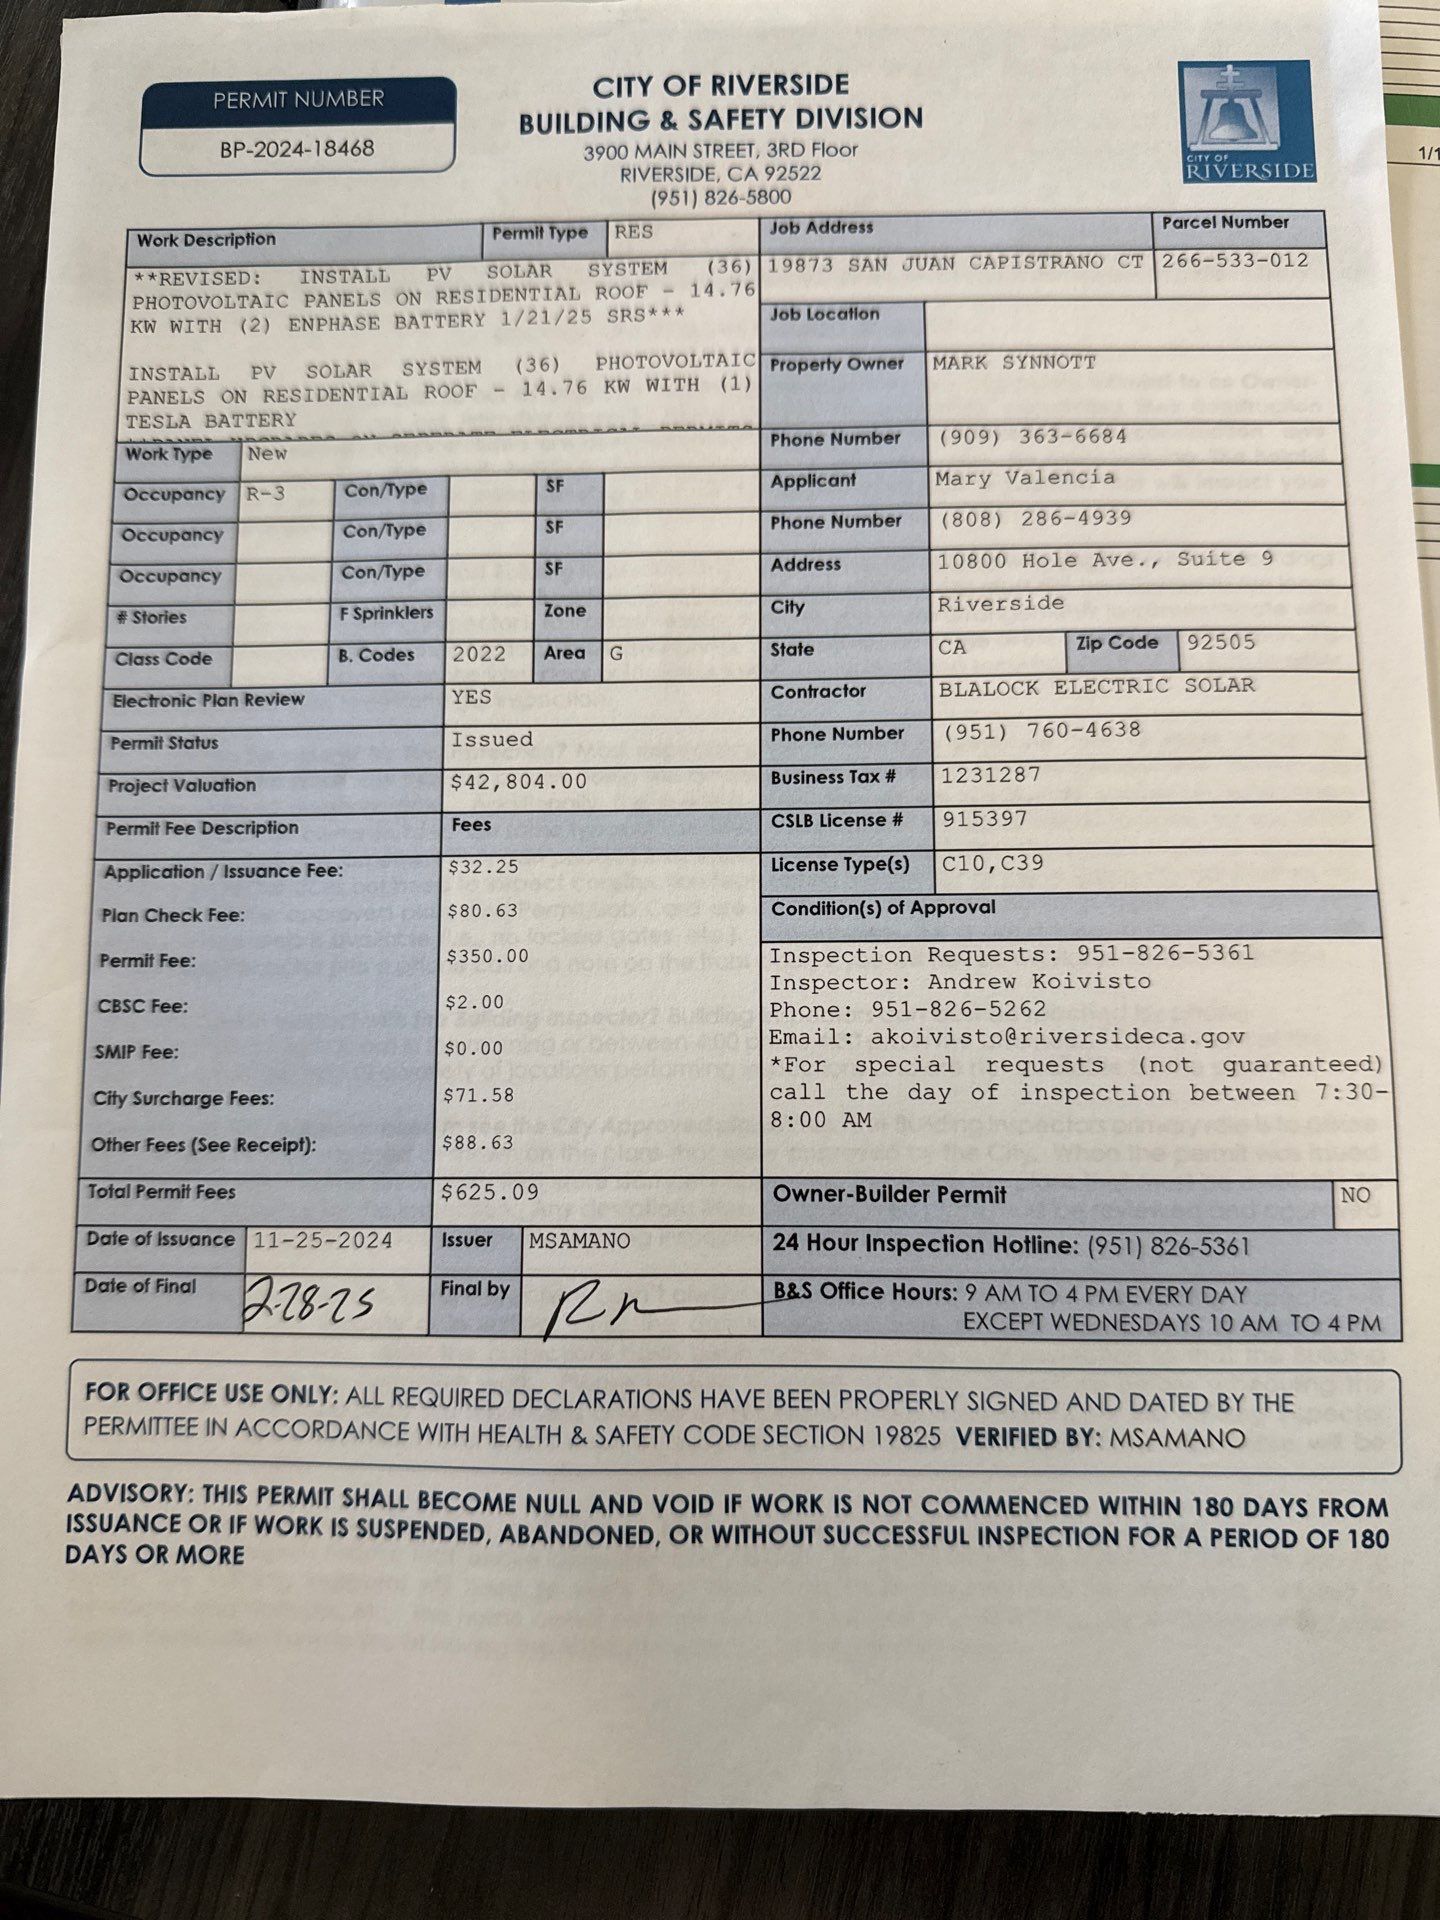 PERMIT NUMBER
BP-2024-18468
CITY OF RIVERSIDE
BUILDING & SAFETY DIVISION
3900 MAIN STREET, 3RD Floor
RIVERSIDE, CA 92522
(951) 826-5800
CITY OF
RIVERSIDE
1/1
Work Description
Permit Type RES
**REVISED: INSTALL PV SOLAR SYSTEM (36)
PHOTOVOLTAIC PANELS ON RESIDENTIAL ROOF - 14.76
KW WITH (2) ENPHASE BATTERY 1/21/25 SRS***
INSTALL PV SOLAR SYSTEM (36) PHOTOVOLTAIC
PANELS ON RESIDENTIAL ROOF - 14.76 KW WITH (1)
TESLA BATTERY
Work Type New
Occupancy R-3 Con/Type SF
Occupancy Con/Type SF
Occupancy Con/Type SF
# Stories F Sprinklers Zone
Class Code B. Codes 2022 Area G
Electronic Plan Review YES
Permit Status Issued
Project Valuation $42,804.00
Permit Fee Description Fees
Application / Issuance Fee: $32.25
Plan Check Fee: $80.63
Permit Fee: $350.00
CBSC Fee: $2.00
SMIP Fee: $0.00
City Surcharge Fees: $71.58
Other Fees (See Receipt): $88.63
Total Permit Fees $625.09
Date of Issuance 11-25-2024 Issuer MSAMANO
Date of Final 2-28-25 Final by
Job Address Parcel Number
19873 SAN JUAN CAPISTRANO CT 266-533-012
Job Location
Property Owner MARK SYNNOTT
Phone Number (909) 363-6684
Applicant Mary Valencia
Phone Number (808) 286-4939
Address 10800 Hole Ave., Suite 9
City Riverside
State CA Zip Code 92505
Contractor BLALOCK ELECTRIC SOLAR
Phone Number (951) 760-4638
Business Tax # 1231287
CSLB License # 915397
License Type(s) C10,C39
Condition(s) of Approval
Inspection Requests: 951-826-5361
Inspector: Andrew Koivisto
Phone: 951-826-5262
Email: akoivisto@riversideca.gov
*For special requests (not guaranteed)
call the day of inspection between 7:30-
8:00 AM
Owner-Builder Permit NO
24 Hour Inspection Hotline: (951) 826-5361
B&S Office Hours: 9 AM TO 4 PM EVERY DAY
EXCEPT WEDNESDAYS 10 AM TO 4 PM
FOR OFFICE USE ONLY: ALL REQUIRED DECLARATIONS HAVE BEEN PROPERLY SIGNED AND DATED BY THE
PERMITTEE IN ACCORDANCE WITH HEALTH & SAFETY CODE SECTION 19825 VERIFIED BY: MSAMANO
ADVISORY: THIS PERMIT SHALL BECOME NULL AND VOID IF WORK IS NOT COMMENCED WITHIN 180 DAYS FROM
ISSUANCE OR IF WORK IS SUSPENDED, ABANDONED, OR WITHOUT SUCCESSFUL INSPECTION FOR A PERIOD OF 180
DAYS OR MORE